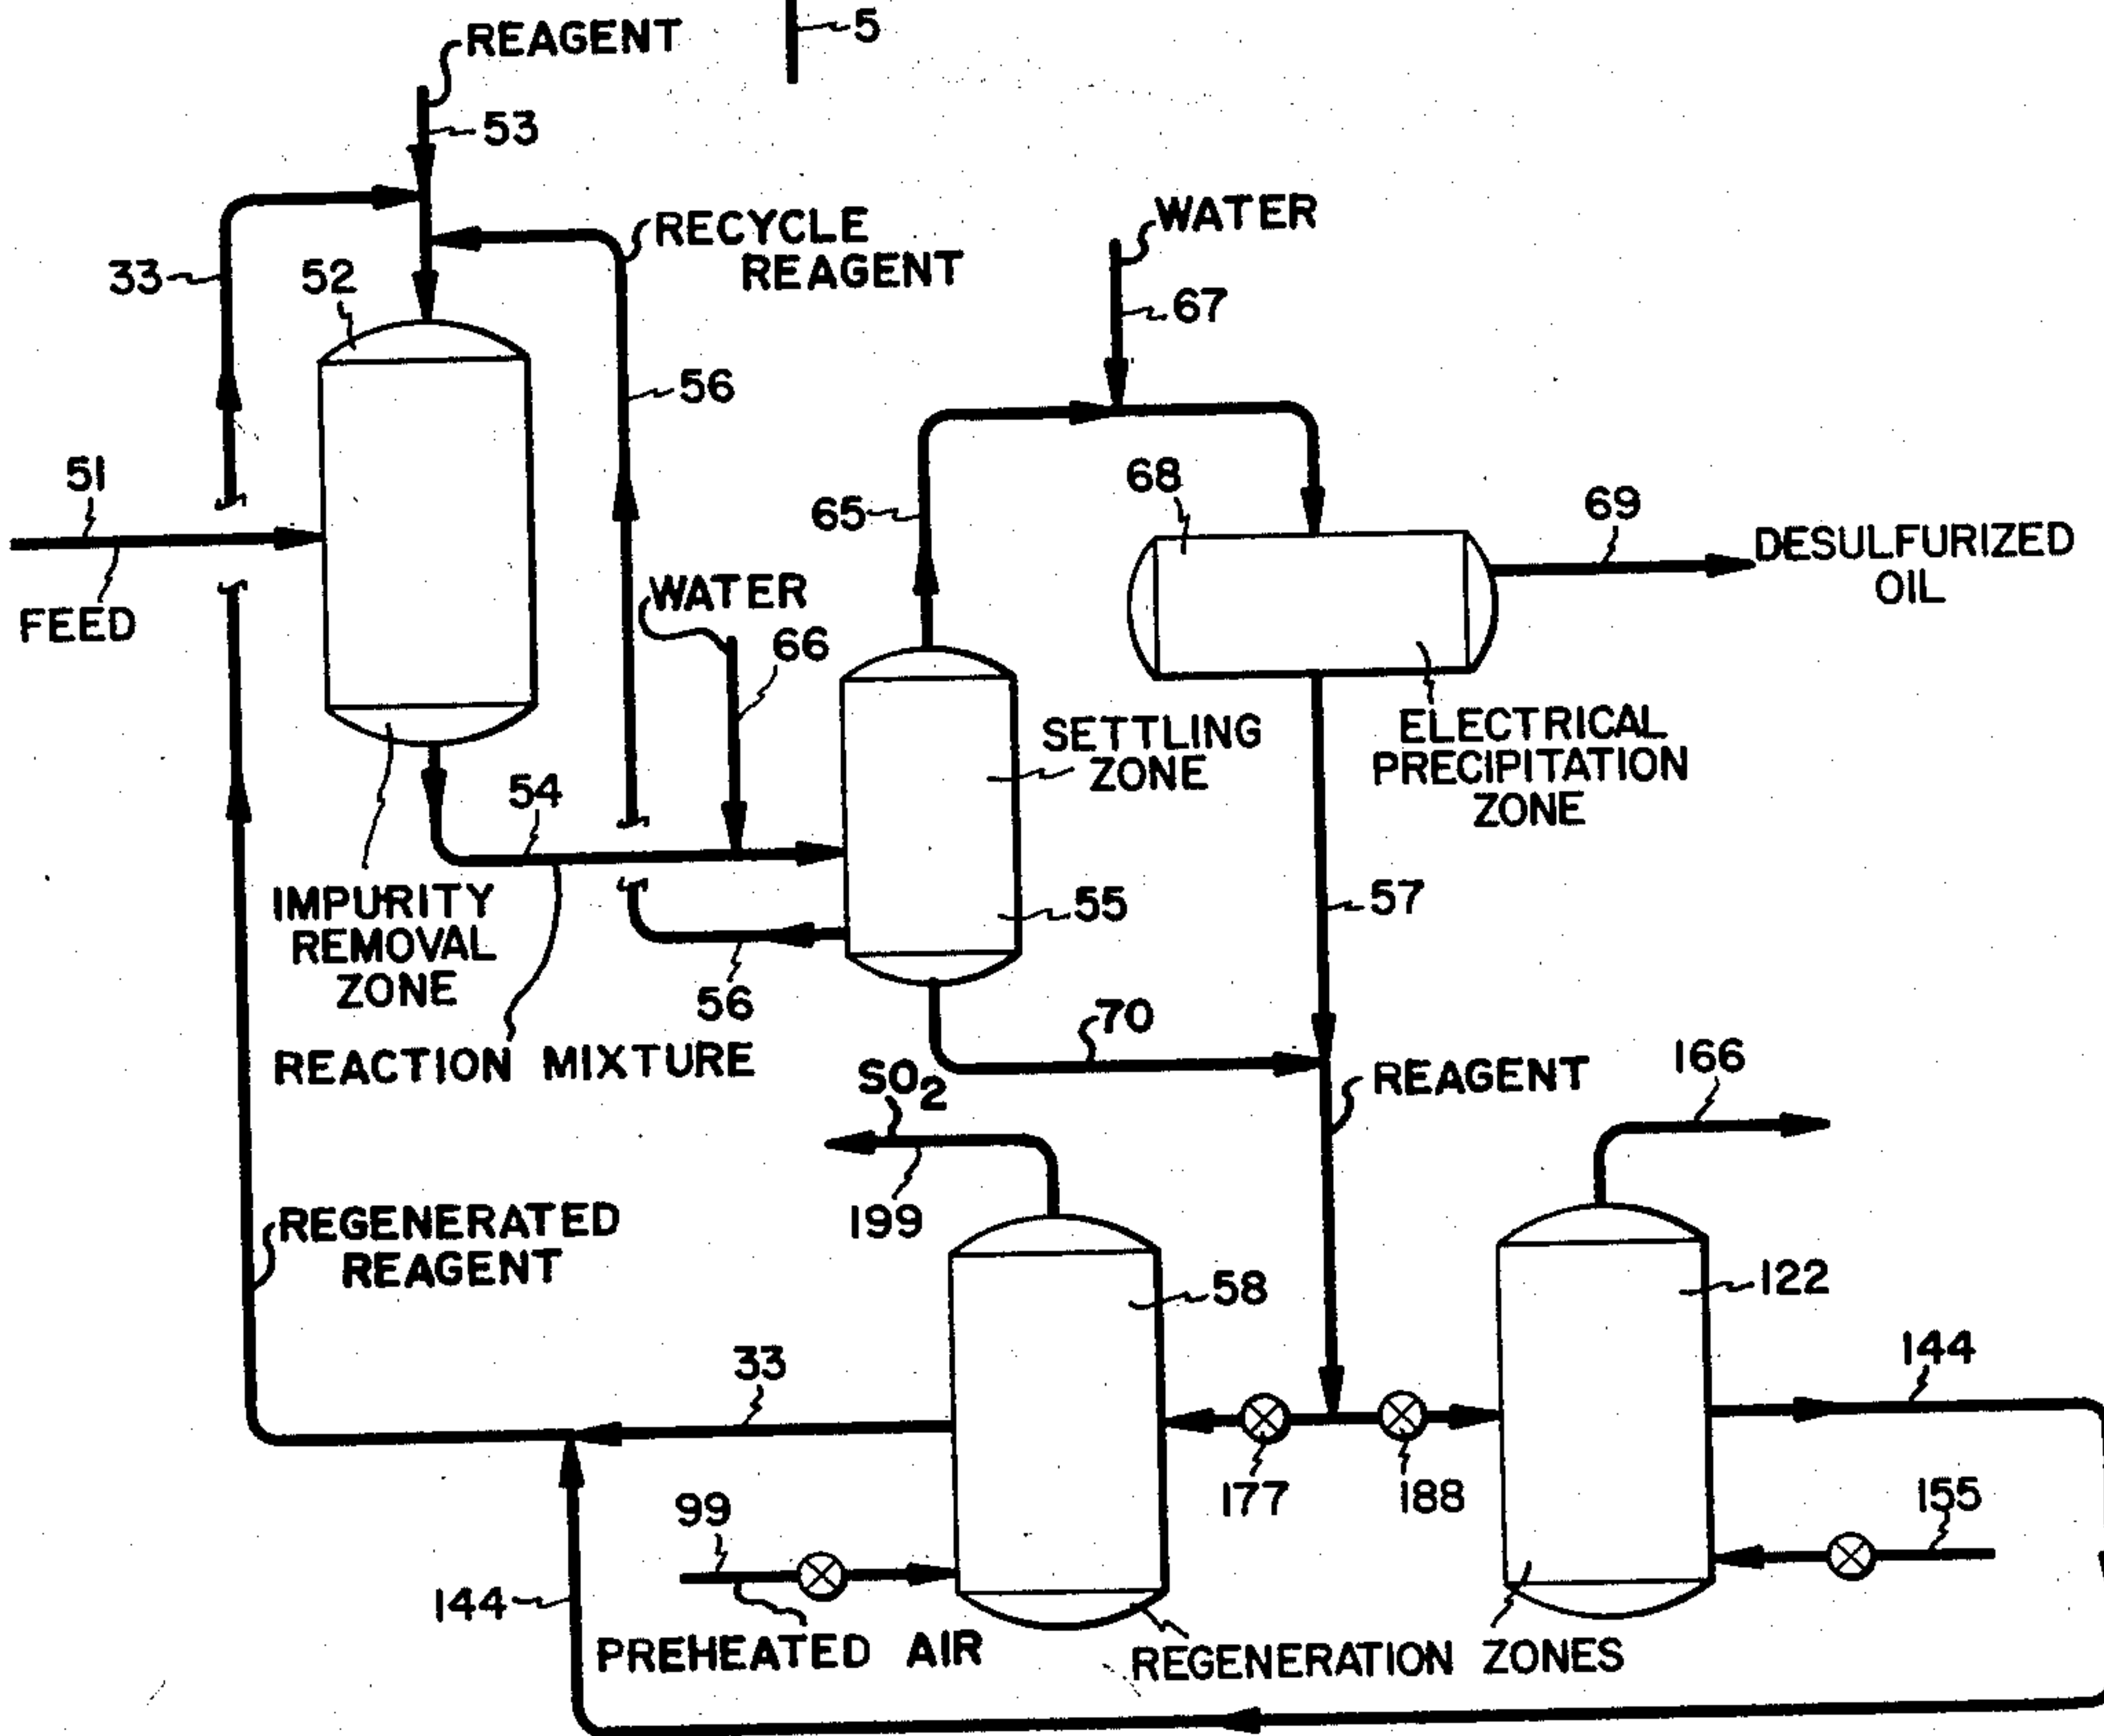 5
REAGENT
53
RECYCLE
REAGENT
WATER
33
52
67
56
51
68
65
69
DESULFURIZED
OIL
FEED
WATER
66
SETTLING
ZONE
ELECTRICAL
PRECIPITATION
ZONE
54
57
IMPURITY
REMOVAL
ZONE
55
56
70
REACTION MIXTURE
SO2
REAGENT
166
199
REGENERATED
REAGENT
58
122
33
144
177
188
99
155
144
PREHEATED AIR
REGENERATION ZONES